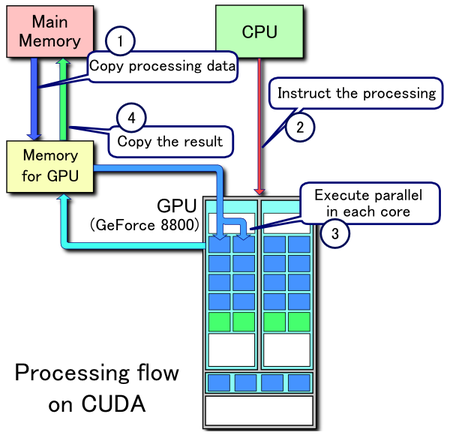 Main
Memory
CPU
1
Copy processing data
Instruct the processing
2
4
Copy the result
Memory
for GPU
GPU
(GeForce 8800)
Execute parallel
in each core
3
Processing flow
on CUDA